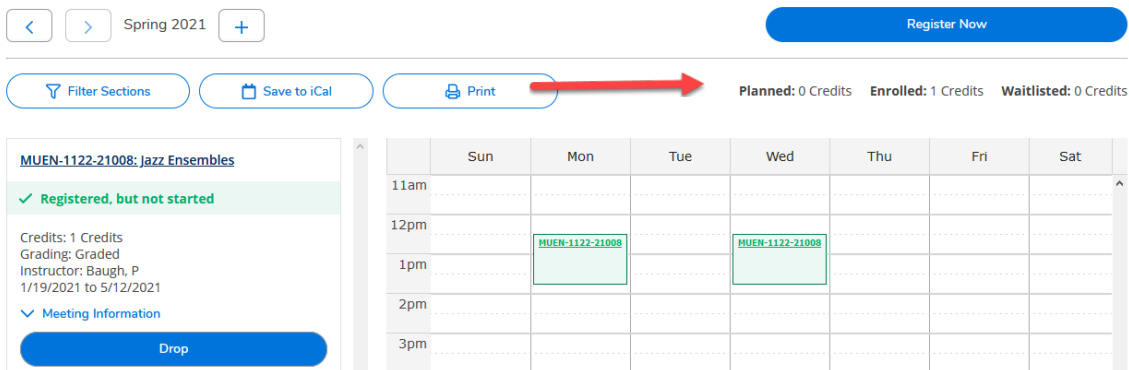 Spring 2021
Register Now
Filter Sections Save to iCal Print Planned: 0 Credits Enrolled: 1 Credits Waitlisted: 0 Credits
MUEN-1122-21008: Jazz Ensembles
Registered, but not started
Credits: 1 Credits
Grading: Graded
Instructor: Baugh, P
1/19/2021 to 5/12/2021
Meeting Information
Drop
Sun Mon Tue Wed Thu Fri Sat
11am
12pm
MUEN-1122-21008 MUEN-1122-21008
1pm
2pm
3pm